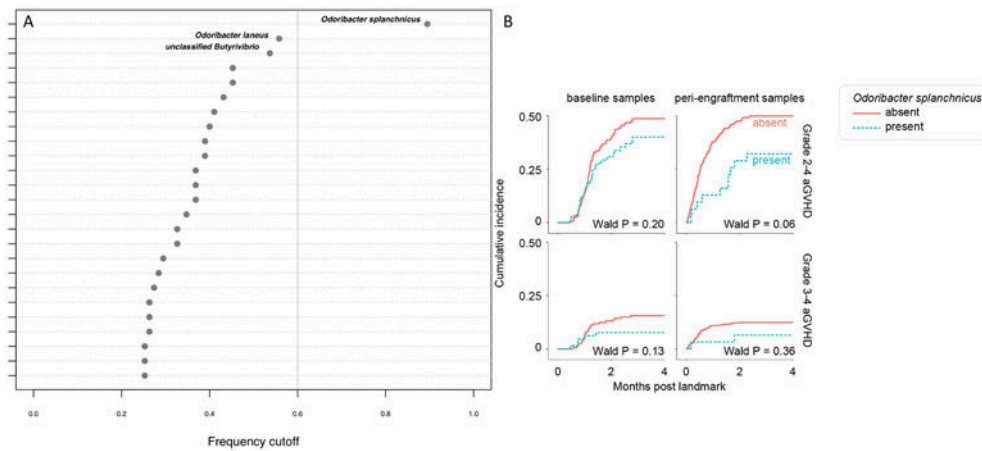 A
Odoribacter splanchnicus
Odoribacter laneus
unclassified Butyrivibrio
0.0 0.2 0.4 0.6 0.8 1.0
Frequency cutoff
B
baseline samples peri-engraftment samples
Odoribacter splanchnicus
absent
present
Cumulative incidence
0.50
0.25
0
absent
present
Wald P = 0.20 Wald P = 0.06
Grade 2-4 aGVHD
0.50
0.25
0
Wald P = 0.13 Wald P = 0.36
Grade 3-4 aGVHD
0 2 4 0 2 4
Months post landmark